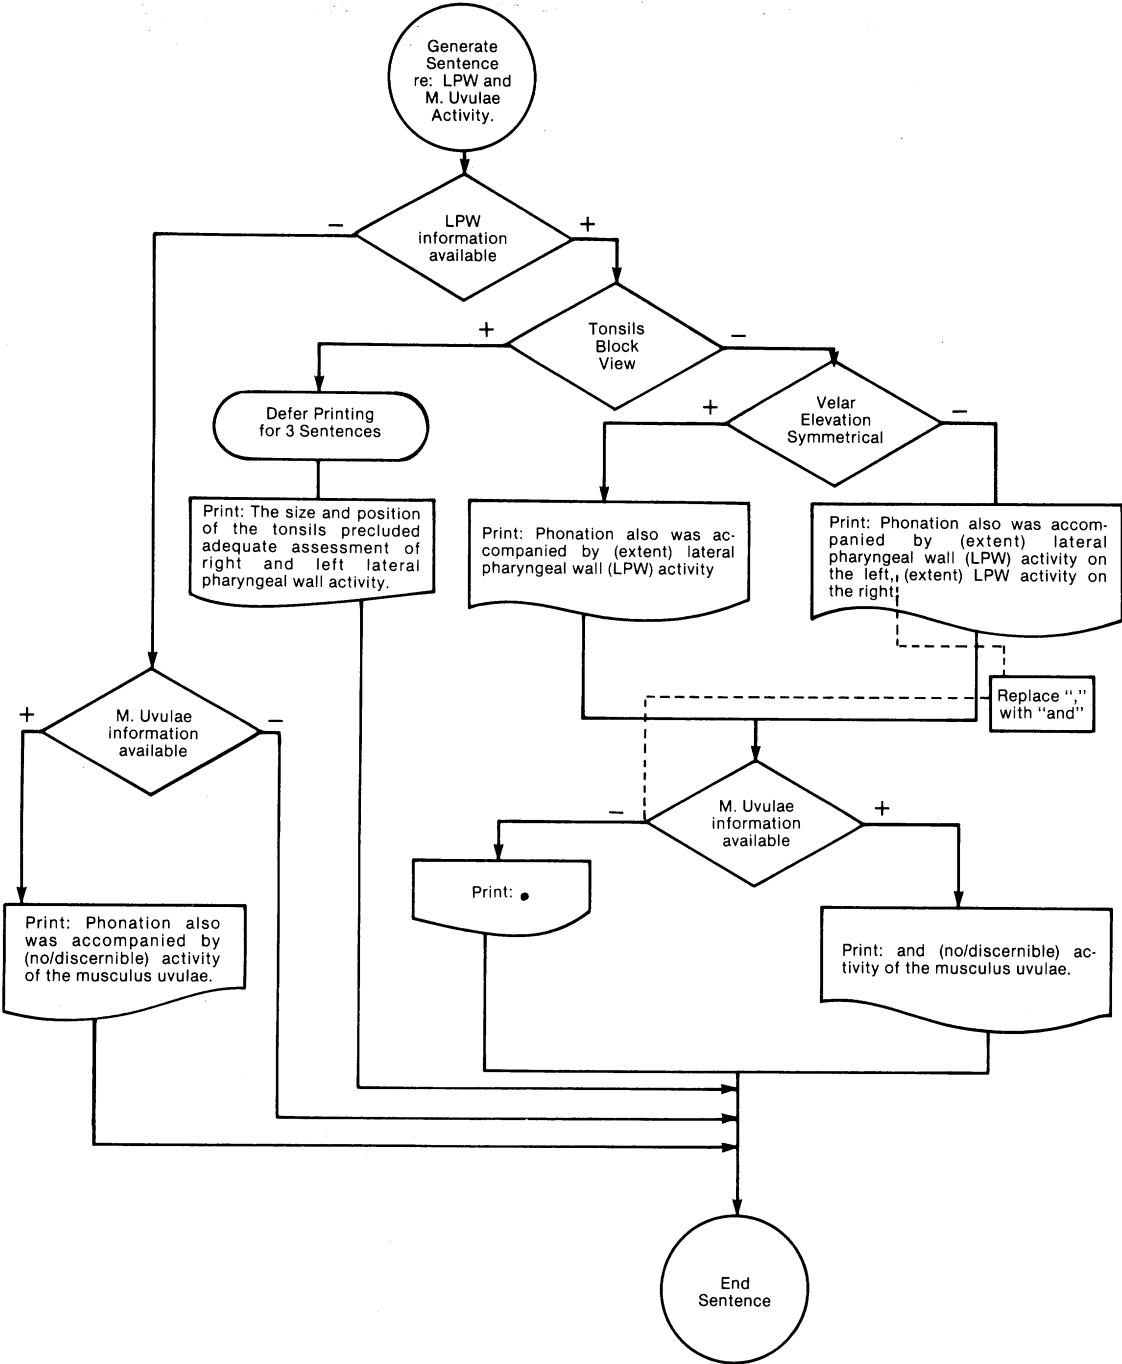 Generate
Sentence
re: LPW and
M. Uvulae
Activity.
LPW
information
available
−
+
Tonsils
Block
View
+
−
Defer Printing
for 3 Sentences
Velar
Elevation
Symmetrical
+
−
Print: The size and position
of the tonsils precluded
adequate assessment of
right and left lateral
pharyngeal wall activity.
Print: Phonation also was ac-
companied by (extent) lateral
pharyngeal wall (LPW) activity
Print: Phonation also was accom-
panied by (extent) lateral
pharyngeal wall (LPW) activity on
the left, (extent) LPW activity on
the right
Replace “,”
with “and”
M. Uvulae
information
available
+
−
M. Uvulae
information
available
−
+
Print: Phonation also
was accompanied by
(no/discernible) activity
of the musculus uvulae.
Print: .
Print: and (no/discernible) ac-
tivity of the musculus uvulae.
End
Sentence